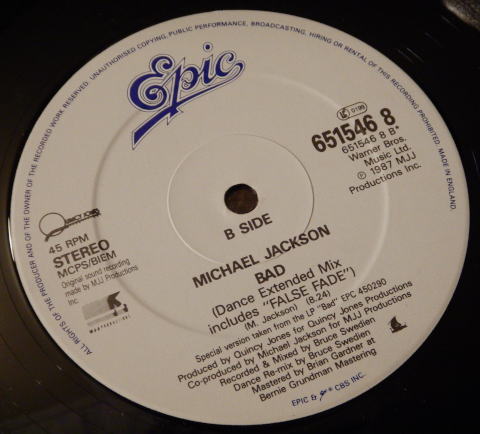 ALL RIGHTS OF THE PRODUCER AND OF THE OWNER OF THE RECORDED WORK RESERVED. UNAUTHORISED COPYING, PUBLIC PERFORMANCE, BROADCASTING, HIRING OR RENTAL OF THIS RECORDING PROHIBITED. MADE IN ENGLAND.
Epic
0199
651546 8
651546 8 B*
Warner Bros.
Music Ltd.
℗ 1987 MJJ
Productions Inc.
QUINCY JONES
45 RPM
STEREO
MCPS/BIEM
Original sound recording
made by MJJ Productions
Inc.
B SIDE
MICHAEL JACKSON
BAD
(Dance Extended Mix
includes "FALSE FADE")
(M. Jackson) (8.24)
Special version taken from the LP "Bad" EPC 450290
Produced by Quincy Jones for Quincy Jones Productions
Co-produced by Michael Jackson for MJJ Productions
Recorded & Mixed by Bruce Swedien
Dance Re-mix by Bruce Swedien
Mastered by Brian Gardner at
Bernie Grundman Mastering
EPIC & CBS INC.